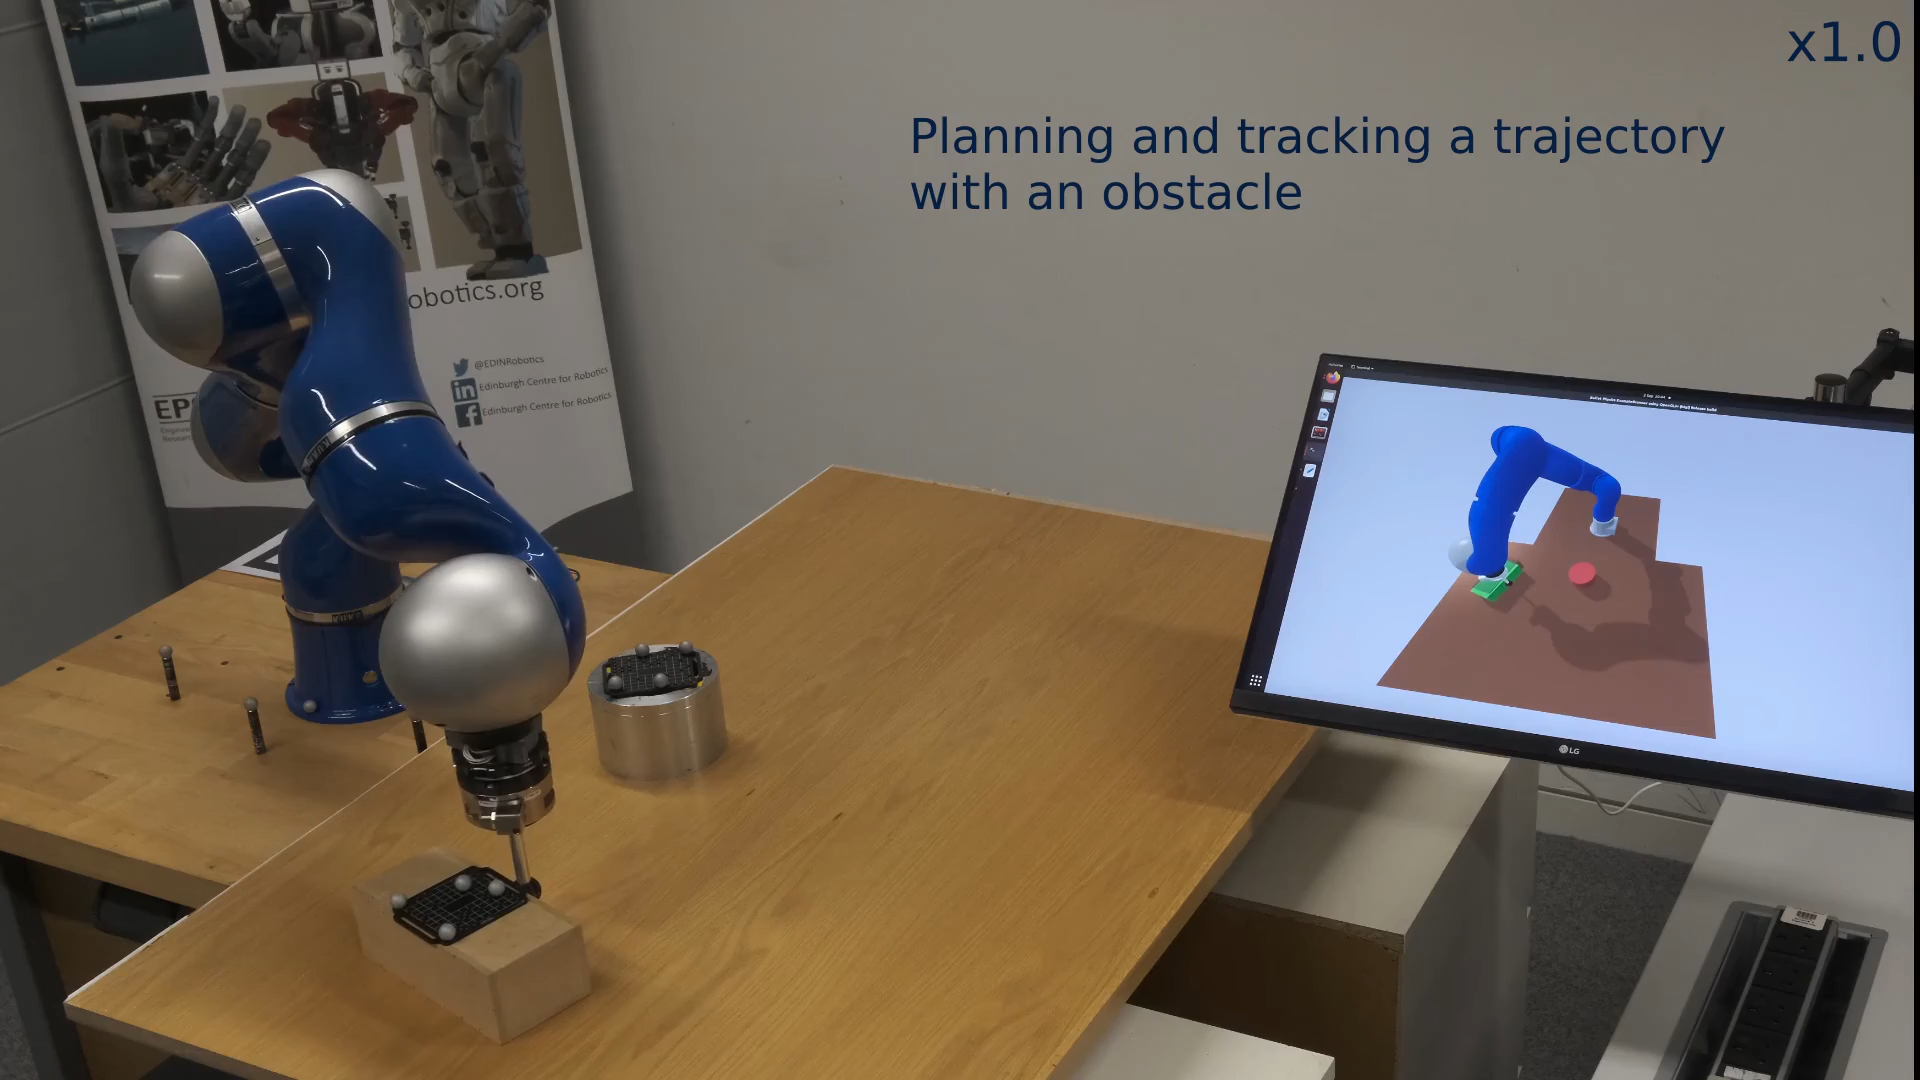 x1.0
Planning and tracking a trajectory
with an obstacle
obotics.org
@EDINRobotics
Edinburgh Centre for Robotics
Edinburgh Centre for Robotics
EPS
LG